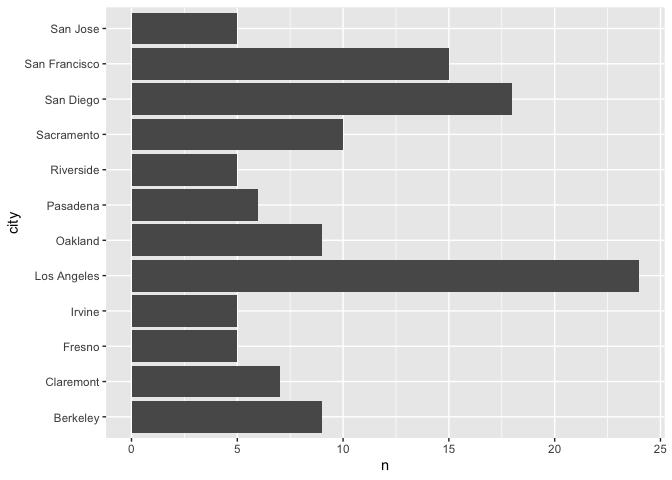 San Jose
San Francisco
San Diego
Sacramento
Riverside
Pasadena
Oakland
Los Angeles
Irvine
Fresno
Claremont
Berkeley
city
0 5 10 15 20 25
n